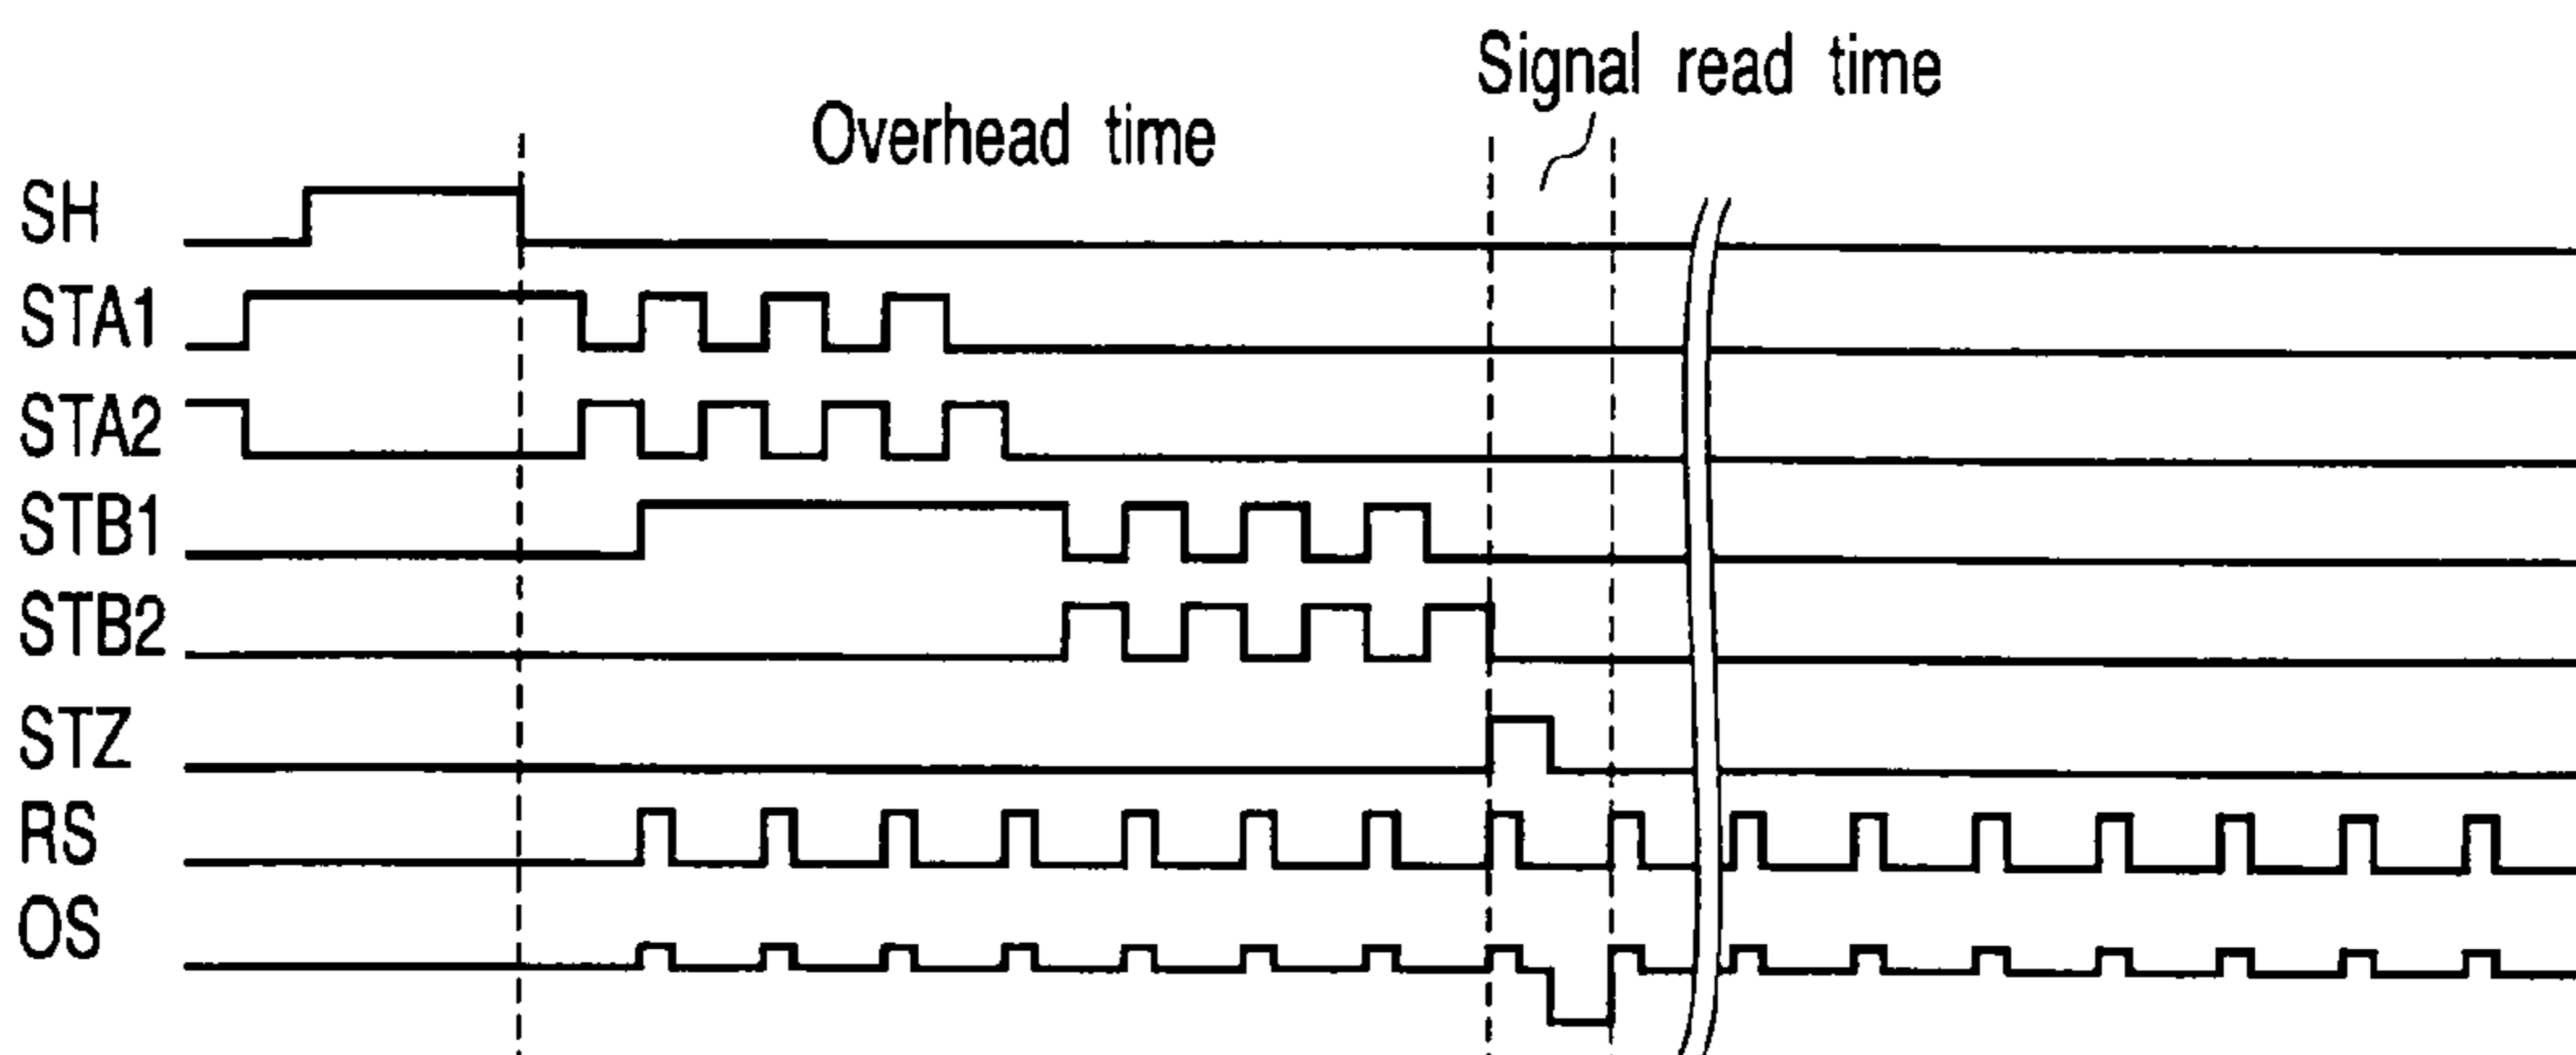 Signal read time
Overhead time
SH
STA1
STA2
STB1
STB2
STZ
RS
OS